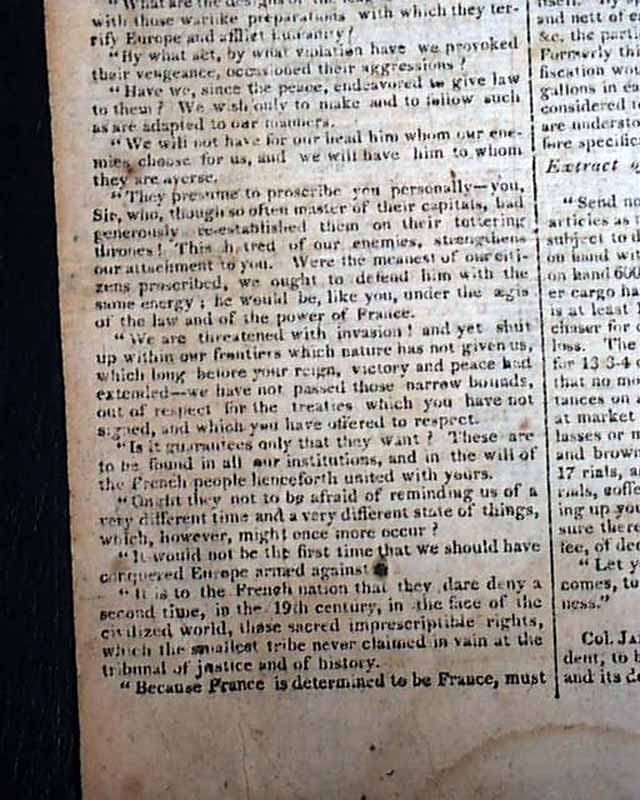 "What are the designs of the
with those warlike preparations with which they ter-
rify Europe and afflict humanity?
"By what act, by what violation have we provoked
their vengeance, occasioned their aggressions?
"Have we, since the peace, endeavored to give law
to them? We wish only to make and to follow such
as are adapted to our manners.
"We will not have for our head him whom our ene-
mies choose for us, and we will have him to whom
they are averse.
"They presume to proscribe you personally—you,
Sir, who, though so often master of their capitals, had
generously re-established them on their tottering
thrones! This hatred of our enemies, strengthens
our attachment to you. Were the meanest of our citi-
zens proscribed, we ought to defend him with the
same energy; he would be, like you, under the ægis
of the law and of the power of France.
"We are threatened with invasion! and yet shut
up within our frontiers which nature has not given us,
which long before your reign, victory and peace had
extended—we have not passed those narrow bounds,
out of respect for the treaties which you have not
signed, and which you have offered to respect.
"Is it guarantees only that they want? These are
to be found in all our institutions, and in the will of
the French people henceforth united with yours.
"Ought they not to be afraid of reminding us of a
very different time and a very different state of things,
which, however, might once more occur?
"It would not be the first time that we should have
conquered Europe armed against
"It is to the French nation that they dare deny a
second time, in the 19th century, in the face of the
civilized world, those sacred imprescriptible rights,
which the smallest tribe never claimed in vain at the
tribunal of justice and of history.
"Because France is determined to be France, must
itself.
and nett of
&c. the parti
Formerly thi
fiscation wou
gallons in ea
considered to
are understo
fore specific
Extract
"Send no
articles as
subject to th
on hand wit
on hand 600
er cargo ha
is at least
chaser for c
loss. The
for 13 3-4
that no mo
tances on a
at market
lasses or m
and brown
17 rials, a
rials, coffe
ing up you
sure there
fee, of dec
"Let y
comes, to
ness."
Col. JA
dent, to b
and its de